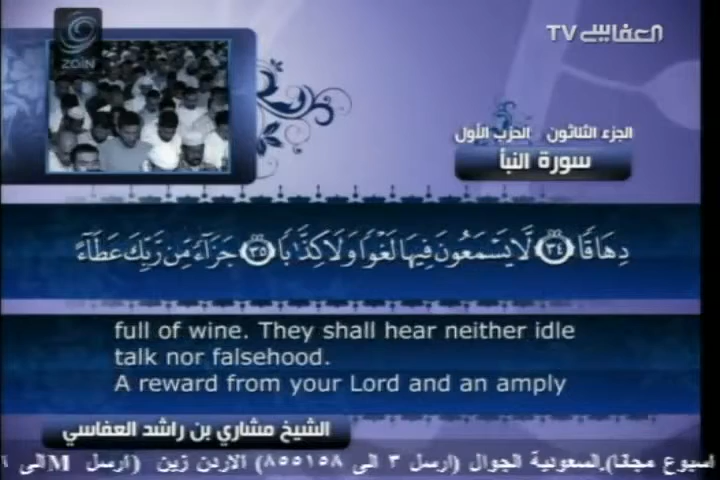 ZOIN
العفاسي TV
الجزء الثلاثون الحزب الأول
سورة النبأ
دِهَاقًا ٣٤ لَّا يَسْمَعُونَ فِيهَا لَغْوًا وَلَا كِذَّٰبًا ٣٥ جَزَآءً مِّن رَّبِّكَ عَطَآءً
full of wine. They shall hear neither idle
talk nor falsehood.
A reward from your Lord and an amply
الشيخ مشاري بن راشد العفاسي
اسبوع مجانا).السعودية الجوال (ارسل ٣ الى ٨٥٥١٥٨) الاردن زين (ارسل M الى ٦